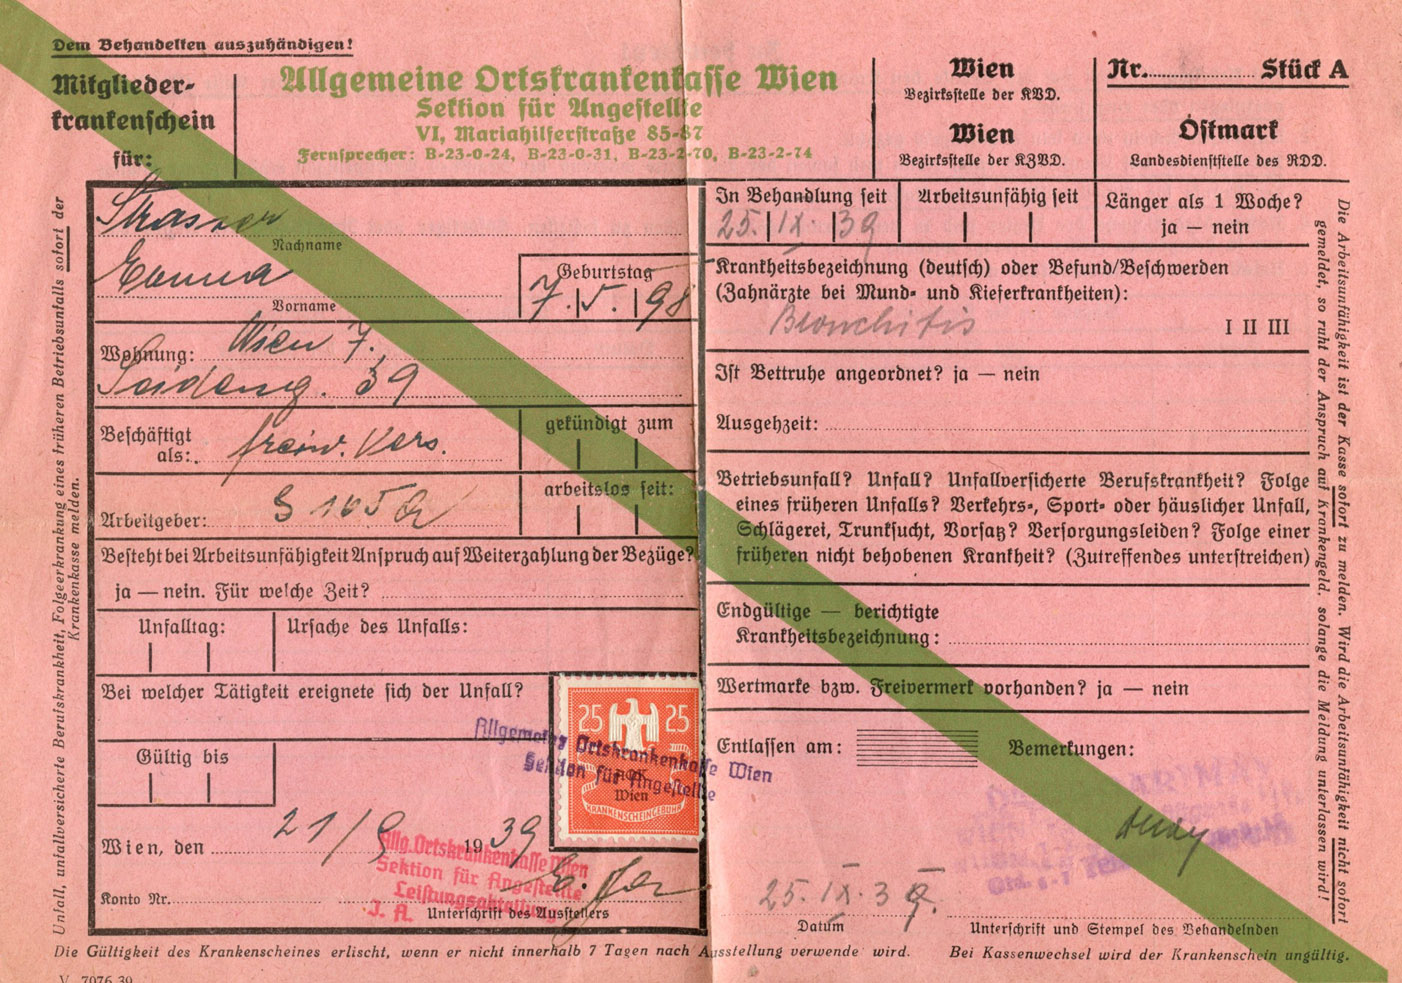 Dem Behandelten auszuhändigen!
Mitglieder-
krankenschein
für:
Allgemeine Ortskrankenkasse Wien
Sektion für Angestellte
VI, Mariahilferstraße 85-87
Fernsprecher: B-23-0-24, B-23-0-31, B-23-2-70, B-23-2-74
Wien
Bezirksstelle der KVD.
Wien
Bezirksstelle der KZVD.
Nr. Stück A
Ostmark
Landesdienststelle des RDD.
Unfall, unfallversicherte Berufskrankheit, Folgeerkrankung eines früheren Betriebsunfalls sofort der
Krankenkasse melden.
Strasser
Nachname
Emma
Vorname
Geburtstag
7. 5. 98
Wohnung: Wien 7.,
Seideng. 39
Beschäftigt
als: freiw. Vers.
gekündigt zum
Arbeitgeber:
arbeitslos seit:
Besteht bei Arbeitsunfähigkeit Anspruch auf Weiterzahlung der Bezüge?
ja — nein. Für welche Zeit?
Unfalltag:
Ursache des Unfalls:
Bei welcher Tätigkeit ereignete sich der Unfall?
Gültig bis
25 25
AOK
Wien
KRANKENSCHEINGEBÜHR
Allgemeine Ortskrankenkasse Wien
Sektion für Angestellte
Wien, den 21/9 1939
Allg. Ortskrankenkasse Wien
Sektion für Angestellte
Leistungsabteilung
J. A.
Konto Nr.
Unterschrift des Ausstellers
In Behandlung seit
25. IX. 39
Arbeitsunfähig seit
Länger als 1 Woche?
ja — nein
Krankheitsbezeichnung (deutsch) oder Befund/Beschwerden
(Zahnärzte bei Mund- und Kieferkrankheiten):
Bronchitis
I II III
Ist Bettruhe angeordnet? ja — nein
Ausgehzeit:
Betriebsunfall? Unfall? Unfallversicherte Berufskrankheit? Folge
eines früheren Unfalls? Verkehrs-, Sport- oder häuslicher Unfall,
Schlägerei, Trunksucht, Vorsatz? Versorgungsleiden? Folge einer
früheren nicht behobenen Krankheit? (Zutreffendes unterstreichen)
Endgültige — berichtigte
Krankheitsbezeichnung:
Wertmarke bzw. Freivermerk vorhanden? ja — nein
Entlassen am:
Bemerkungen:
25. IX. 39.
Datum
Unterschrift und Stempel des Behandelnden
Die Arbeitsunfähigkeit ist der Kasse sofort zu melden. Wird die Arbeitsunfähigkeit nicht sofort
gemeldet, so ruht der Anspruch auf Krankengeld, solange die Meldung unterlassen wird!
Die Gültigkeit des Krankenscheines erlischt, wenn er nicht innerhalb 7 Tagen nach Ausstellung verwende wird.
Bei Kassenwechsel wird der Krankenschein ungültig.
V. 7976 39